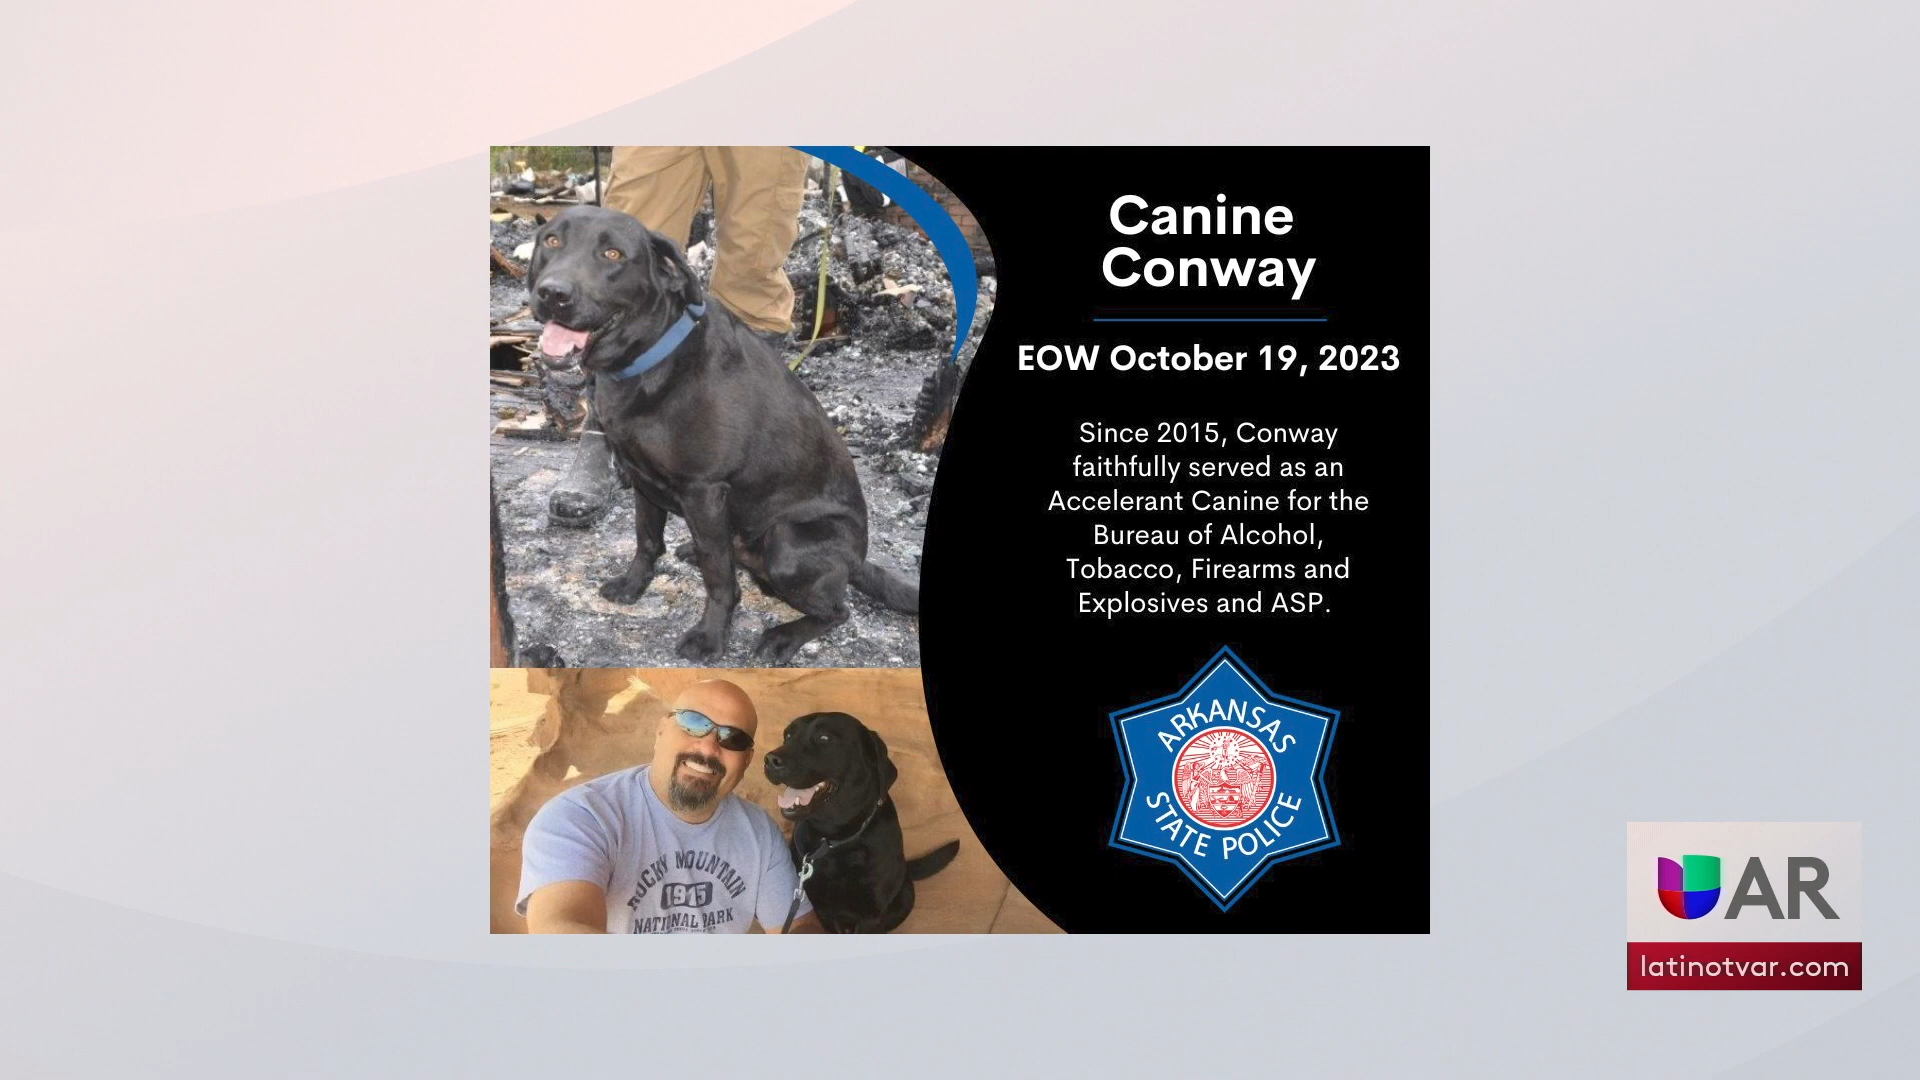 Canine
Conway
EOW October 19, 2023
Since 2015, Conway
faithfully served as an
Accelerant Canine for the
Bureau of Alcohol,
Tobacco, Firearms and
Explosives and ASP.
ARKANSAS
STATE POLICE
ROCKY MOUNTAIN
1915
NATIONAL PARK
UAR
latinotvar.com